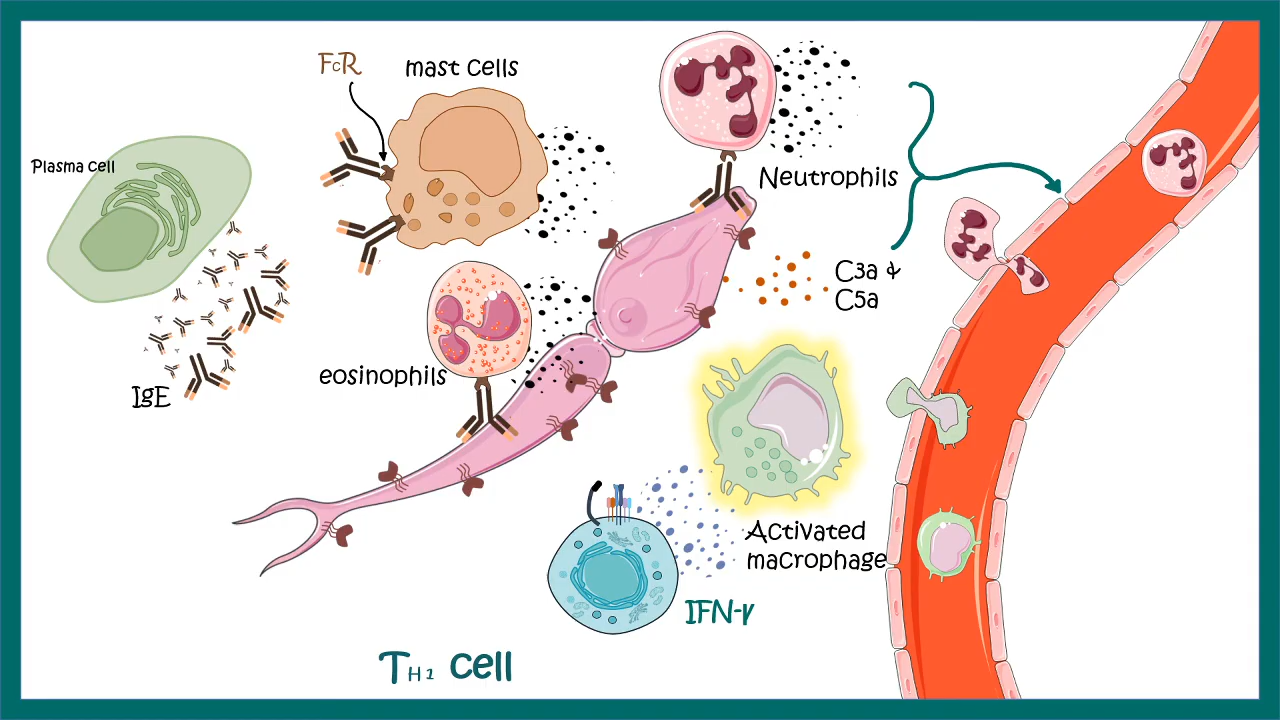 FcR
mast cells
Plasma cell
Neutrophils
C3a &
C5a
eosinophils
IgE
Activated
macrophage
IFN-γ
TH1 cell